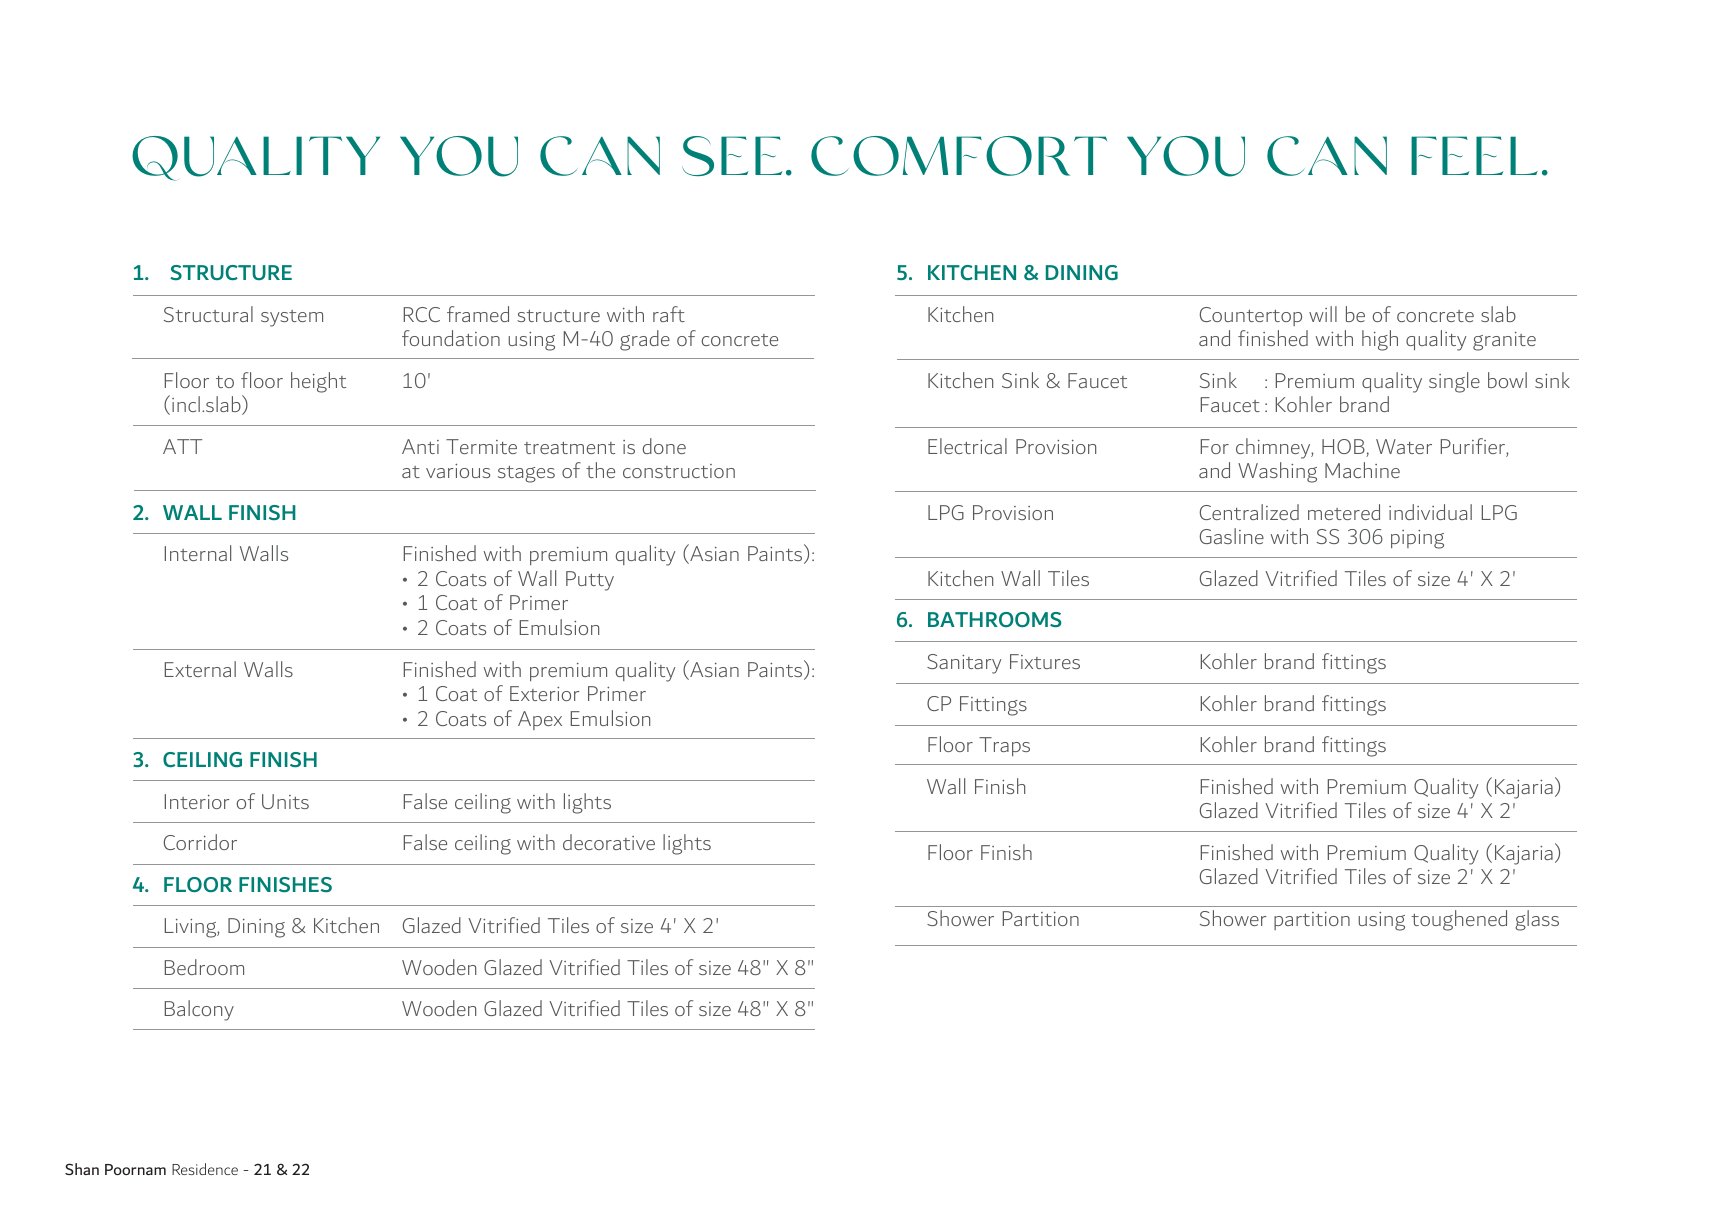 QUALITY YOU CAN SEE. COMFORT YOU CAN FEEL.
1. STRUCTURE
Structural system RCC framed structure with raft
foundation using M-40 grade of concrete
Floor to floor height 10'
(incl.slab)
ATT Anti Termite treatment is done
at various stages of the construction
2. WALL FINISH
Internal Walls Finished with premium quality (Asian Paints):
• 2 Coats of Wall Putty
• 1 Coat of Primer
• 2 Coats of Emulsion
External Walls Finished with premium quality (Asian Paints):
• 1 Coat of Exterior Primer
• 2 Coats of Apex Emulsion
3. CEILING FINISH
Interior of Units False ceiling with lights
Corridor False ceiling with decorative lights
4. FLOOR FINISHES
Living, Dining & Kitchen Glazed Vitrified Tiles of size 4' X 2'
Bedroom Wooden Glazed Vitrified Tiles of size 48" X 8"
Balcony Wooden Glazed Vitrified Tiles of size 48" X 8"
5. KITCHEN & DINING
Kitchen Countertop will be of concrete slab
and finished with high quality granite
Kitchen Sink & Faucet Sink : Premium quality single bowl sink
Faucet : Kohler brand
Electrical Provision For chimney, HOB, Water Purifier,
and Washing Machine
LPG Provision Centralized metered individual LPG
Gasline with SS 306 piping
Kitchen Wall Tiles Glazed Vitrified Tiles of size 4' X 2'
6. BATHROOMS
Sanitary Fixtures Kohler brand fittings
CP Fittings Kohler brand fittings
Floor Traps Kohler brand fittings
Wall Finish Finished with Premium Quality (Kajaria)
Glazed Vitrified Tiles of size 4' X 2'
Floor Finish Finished with Premium Quality (Kajaria)
Glazed Vitrified Tiles of size 2' X 2'
Shower Partition Shower partition using toughened glass
Shan Poornam Residence - 21 & 22